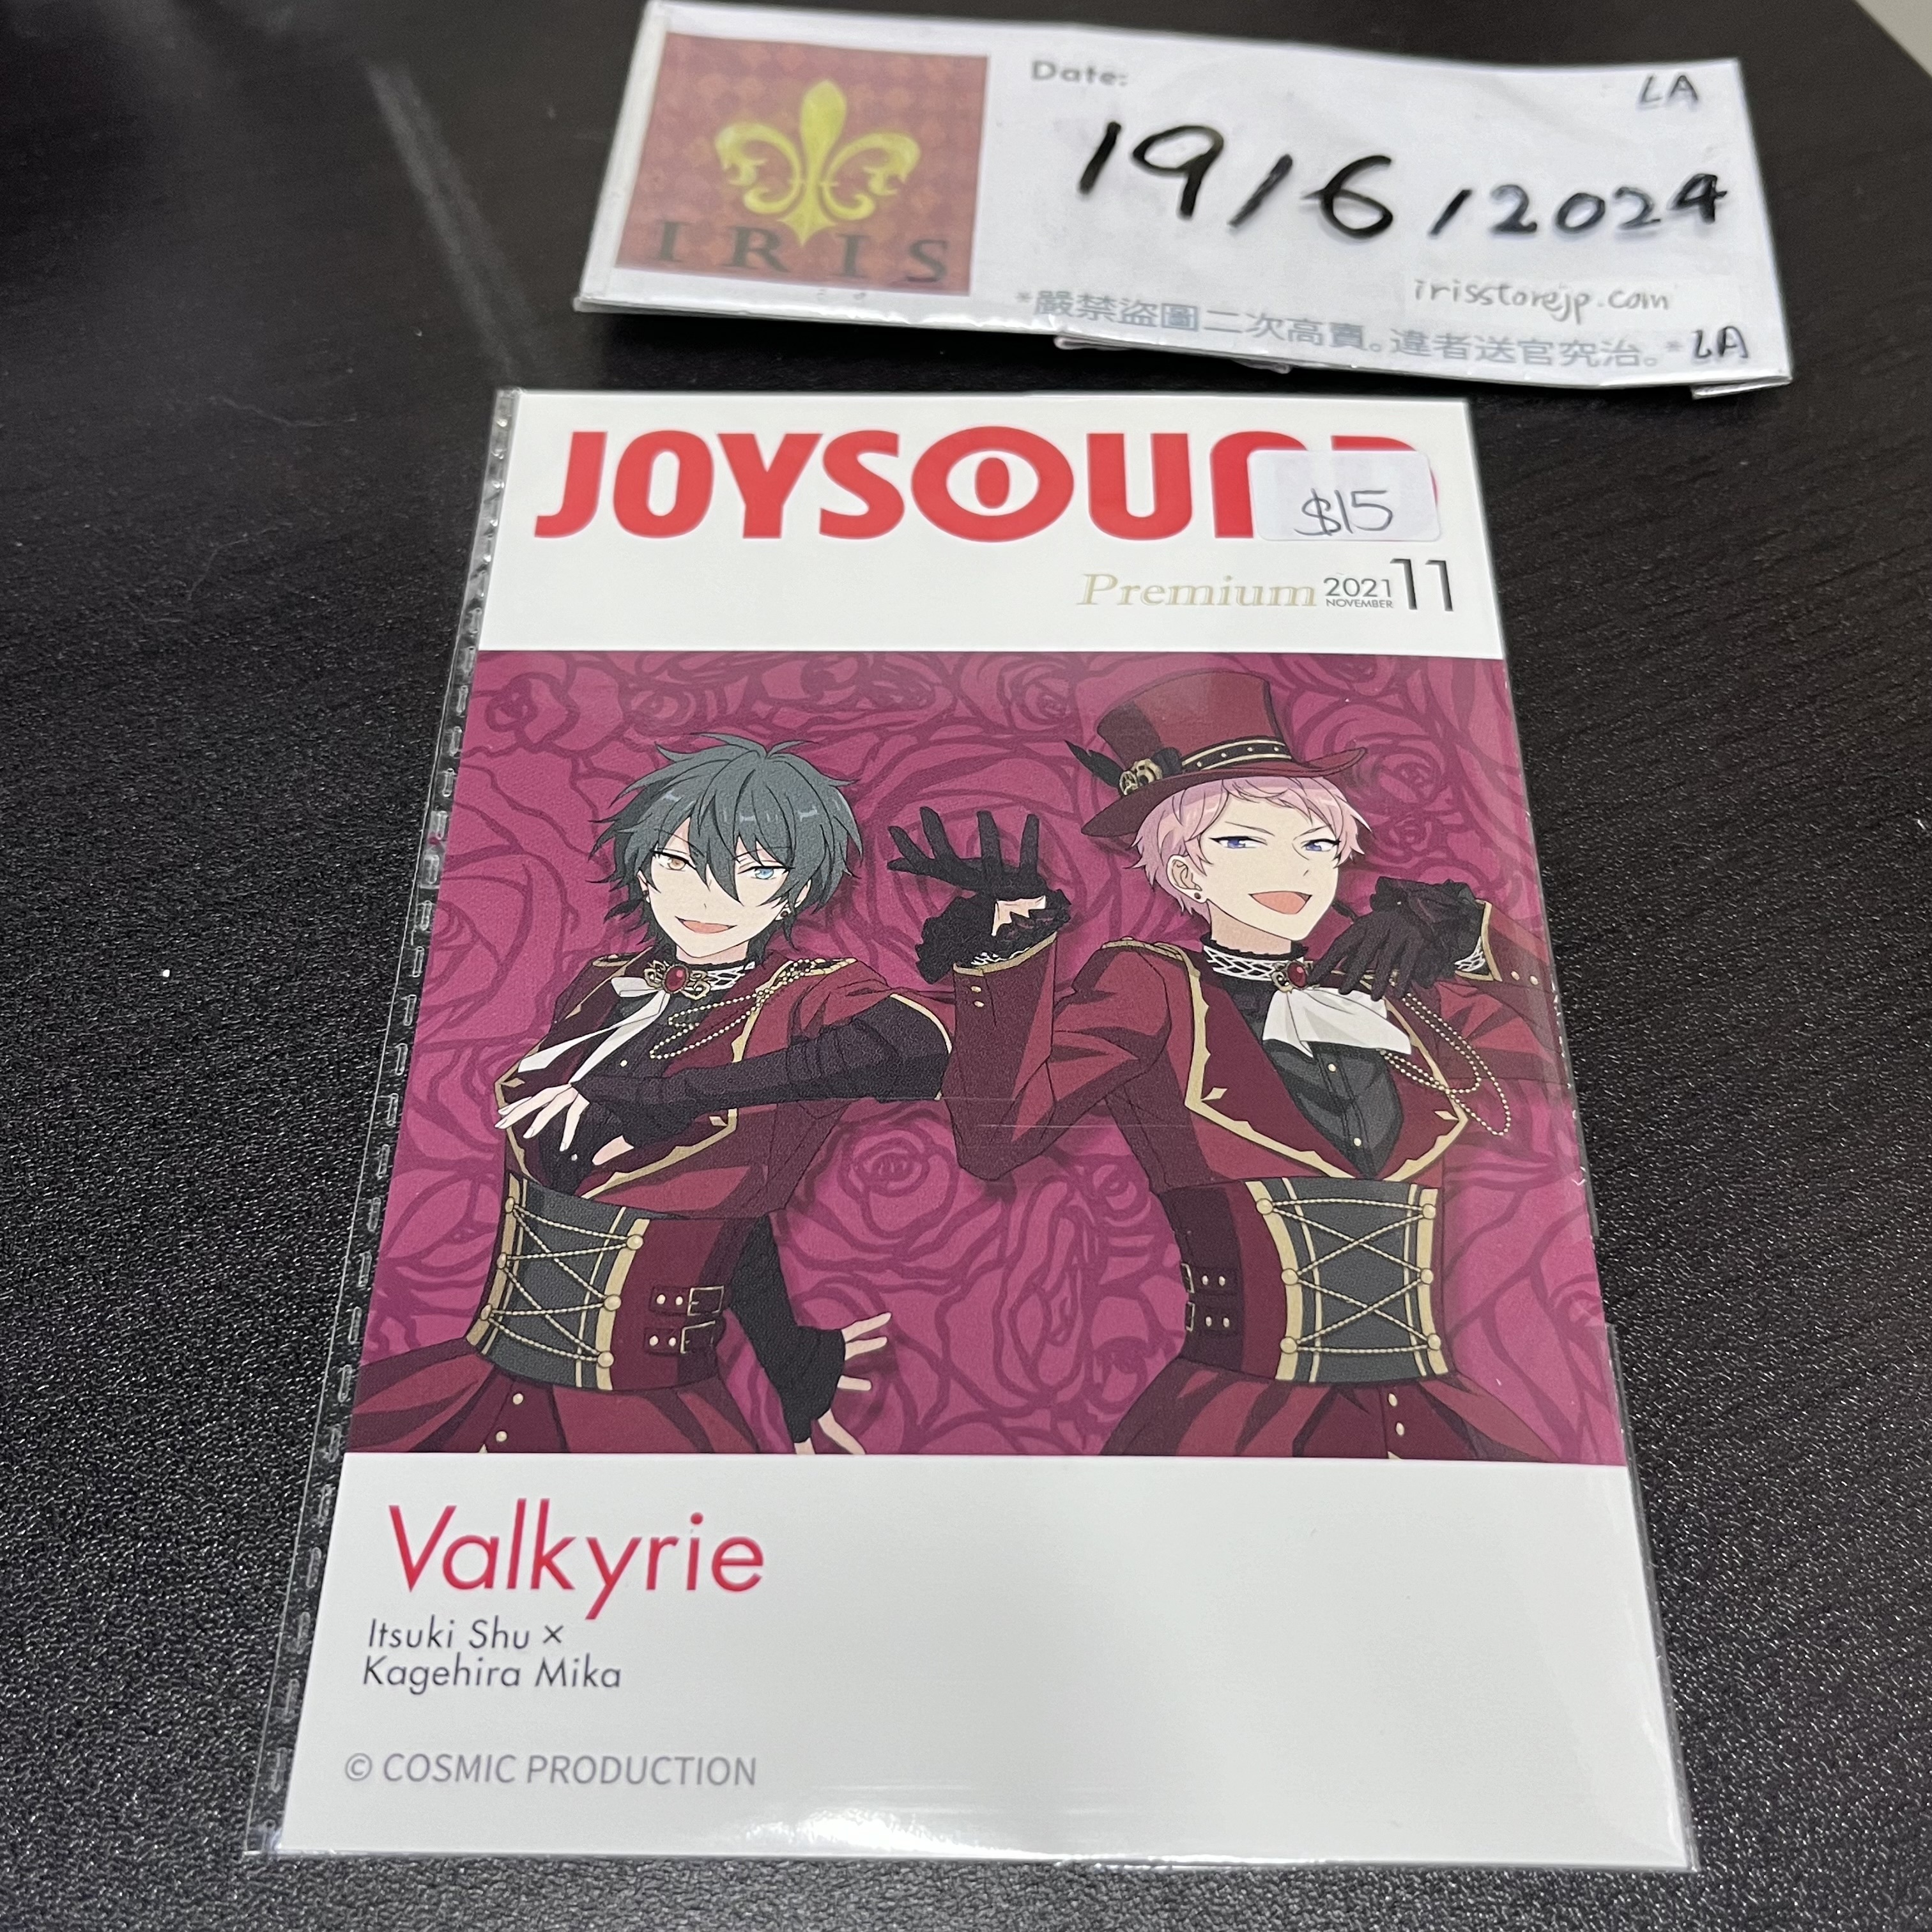 Date:
LA
19/6/2024
irisstorejp.com
IRIS
*嚴禁盜圖二次高賣。違者送官究治。*
LA
JOYSOUN
$15
Premium 2021 NOVEMBER 11
Valkyrie
Itsuki Shu ×
Kagehira Mika
© COSMIC PRODUCTION